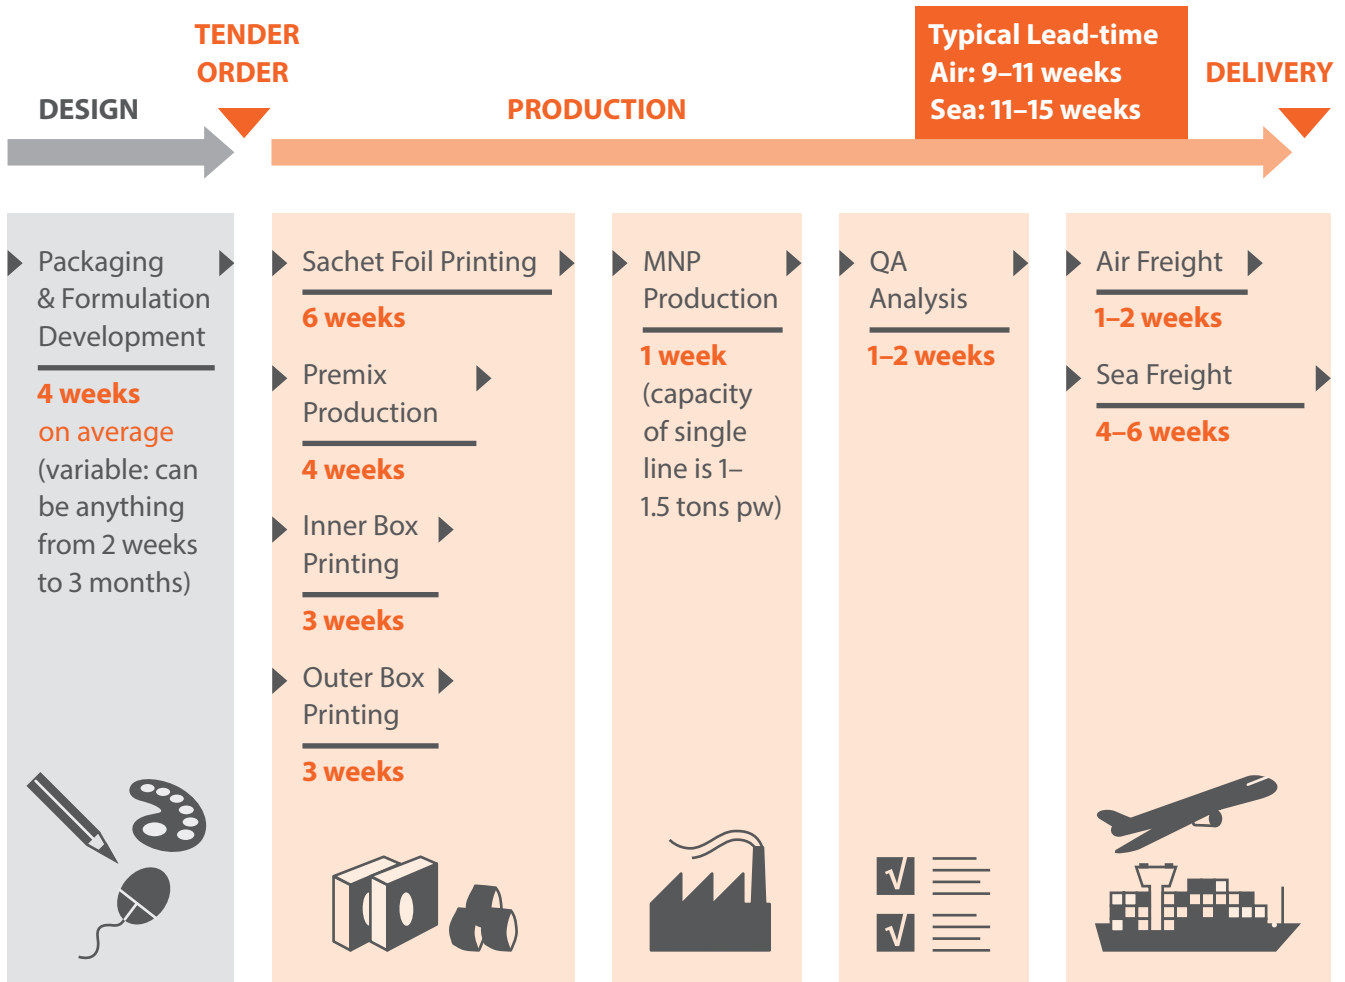 TENDER
ORDER
DESIGN
PRODUCTION
Typical Lead-time
Air: 9–11 weeks
Sea: 11–15 weeks
DELIVERY
Packaging
& Formulation
Development
4 weeks
on average
(variable: can
be anything
from 2 weeks
to 3 months)
Sachet Foil Printing
6 weeks
Premix
Production
4 weeks
Inner Box
Printing
3 weeks
Outer Box
Printing
3 weeks
MNP
Production
1 week
(capacity
of single
line is 1–
1.5 tons pw)
QA
Analysis
1–2 weeks
Air Freight
1–2 weeks
Sea Freight
4–6 weeks